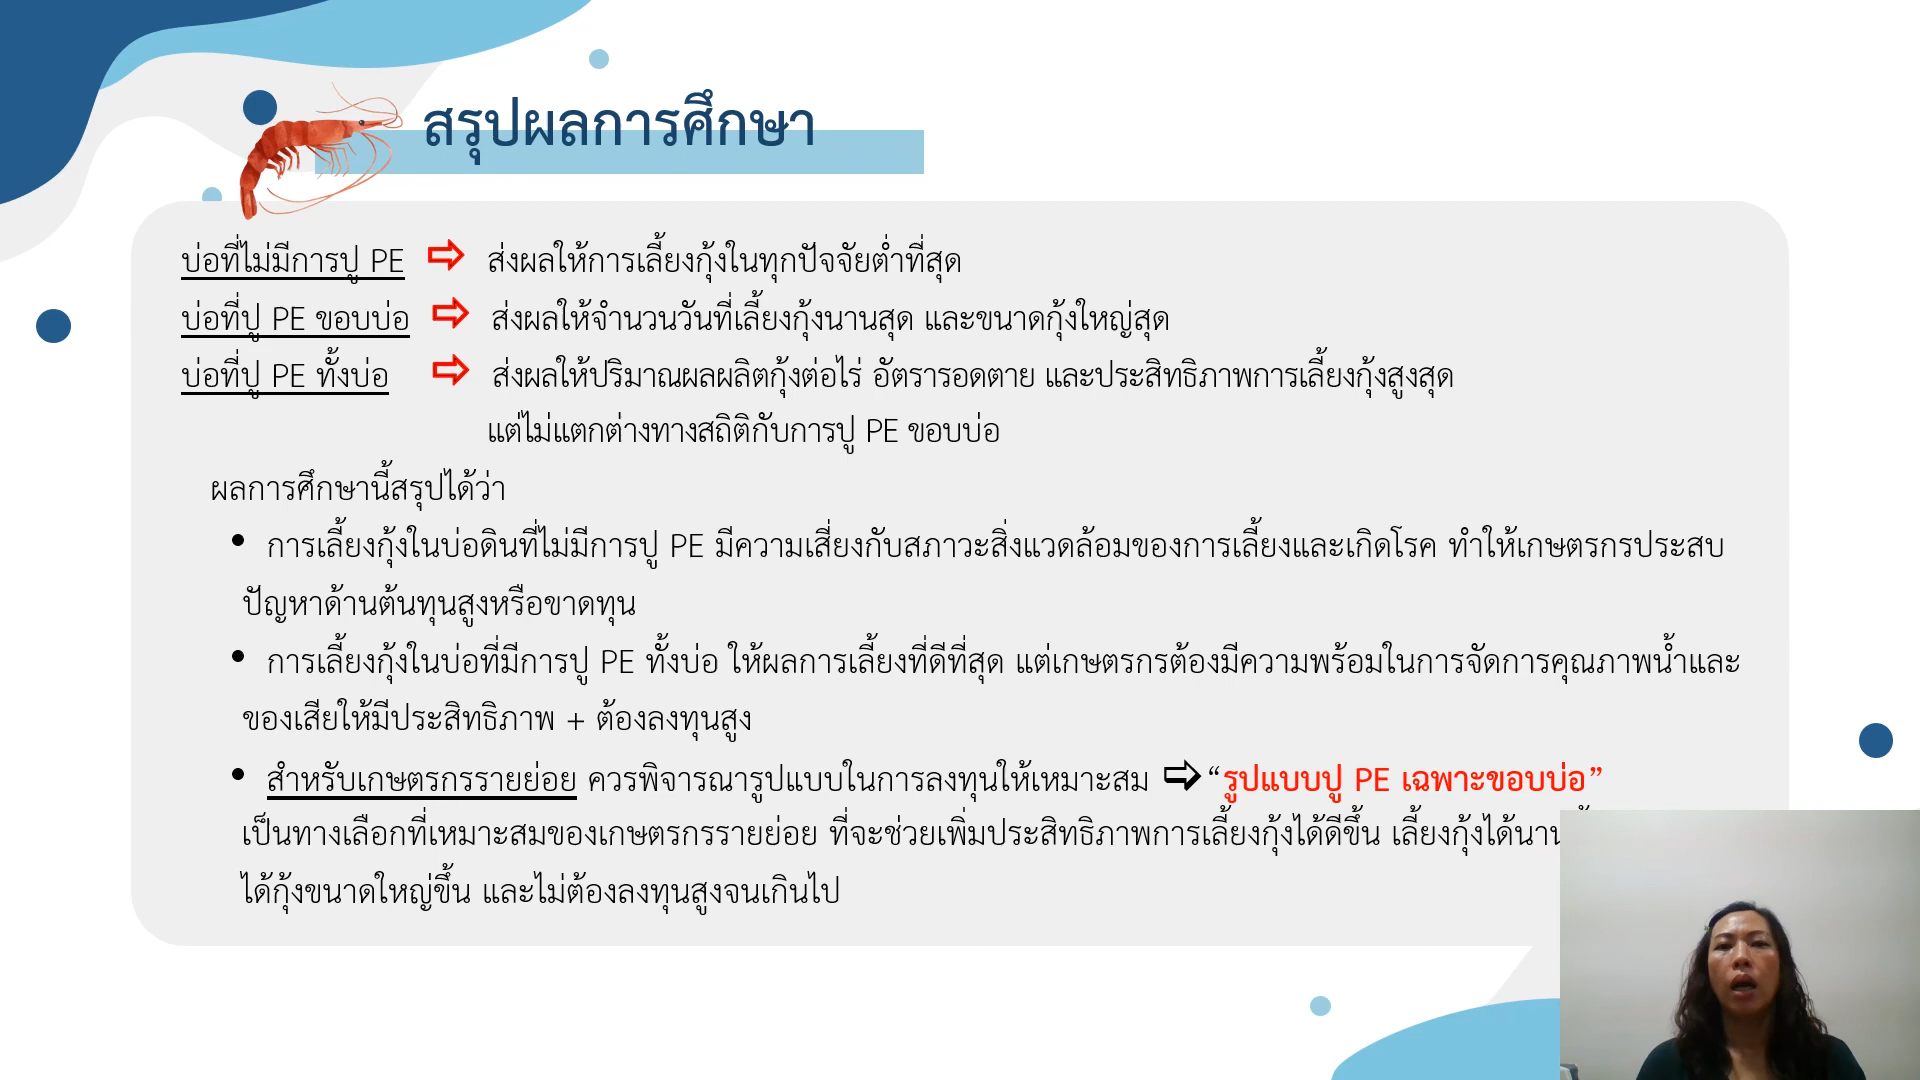 สรุปผลการศึกษา
บ่อที่ไม่มีการปู PE ⇨ ส่งผลให้การเลี้ยงกุ้งในทุกปัจจัยต่ำที่สุด
บ่อที่ปู PE ขอบบ่อ ⇨ ส่งผลให้จำนวนวันที่เลี้ยงกุ้งนานสุด และขนาดกุ้งใหญ่สุด
บ่อที่ปู PE ทั้งบ่อ ⇨ ส่งผลให้ปริมาณผลผลิตกุ้งต่อไร่ อัตรารอดตาย และประสิทธิภาพการเลี้ยงกุ้งสูงสุด
แต่ไม่แตกต่างทางสถิติกับการปู PE ขอบบ่อ
ผลการศึกษานี้สรุปได้ว่า
• การเลี้ยงกุ้งในบ่อดินที่ไม่มีการปู PE มีความเสี่ยงกับสภาวะสิ่งแวดล้อมของการเลี้ยงและเกิดโรค ทำให้เกษตรกรประสบ
ปัญหาด้านต้นทุนสูงหรือขาดทุน
• การเลี้ยงกุ้งในบ่อที่มีการปู PE ทั้งบ่อ ให้ผลการเลี้ยงที่ดีที่สุด แต่เกษตรกรต้องมีความพร้อมในการจัดการคุณภาพน้ำและ
ของเสียให้มีประสิทธิภาพ + ต้องลงทุนสูง
• สำหรับเกษตรกรรายย่อย ควรพิจารณารูปแบบในการลงทุนให้เหมาะสม ⇨ “รูปแบบปู PE เฉพาะขอบบ่อ”
เป็นทางเลือกที่เหมาะสมของเกษตรกรรายย่อย ที่จะช่วยเพิ่มประสิทธิภาพการเลี้ยงกุ้งได้ดีขึ้น เลี้ยงกุ้งได้นาน
ได้กุ้งขนาดใหญ่ขึ้น และไม่ต้องลงทุนสูงจนเกินไป